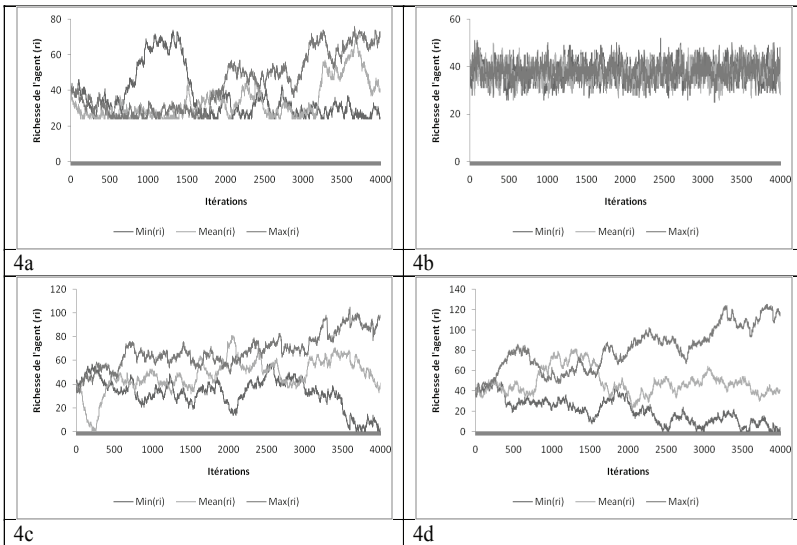 80
60
40
20
0
Richesse de l'agent (ri)
0 500 1000 1500 2000 2500 3000 3500 4000
Itérations
Min(ri) Mean(ri) Max(ri)
4a
60
40
20
0
Richesse de l'agent (ri)
0 500 1000 1500 2000 2500 3000 3500 4000
Itérations
Min(ri) Mean(ri) Max(ri)
4b
120
100
80
60
40
20
0
Richesse de l'agent (ri)
0 500 1000 1500 2000 2500 3000 3500 4000
Itérations
Min(ri) Mean(ri) Max(ri)
4c
140
120
100
80
60
40
20
0
Richesse de l'agent (ri)
0 500 1000 1500 2000 2500 3000 3500 4000
Itérations
Min(ri) Mean(ri) Max(ri)
4d